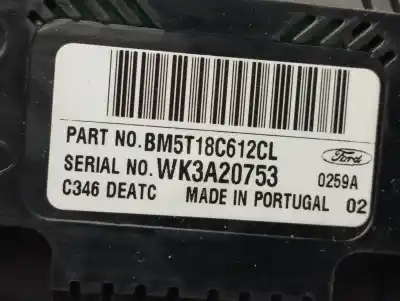 PART NO.BM5T18C612CL
Ford
SERIAL NO.WK3A20753
0259A
C346 DEATC MADE IN PORTUGAL 02